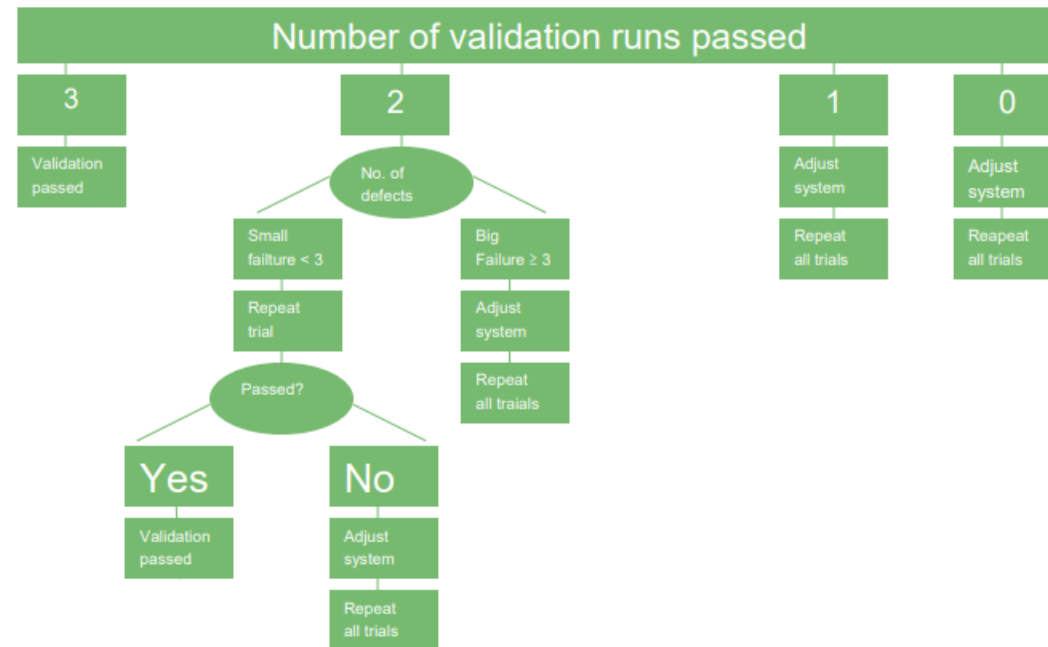 Number of validation runs passed
3
2
1
0
Validation
passed
No. of
defects
Adjust
system
Adjust
system
Small
failture < 3
Big
Failure ≥ 3
Repeat
all trials
Reapeat
all trials
Repeat
trial
Adjust
system
Passed?
Repeat
all traials
Yes
No
Validation
passed
Adjust
system
Repeat
all trials